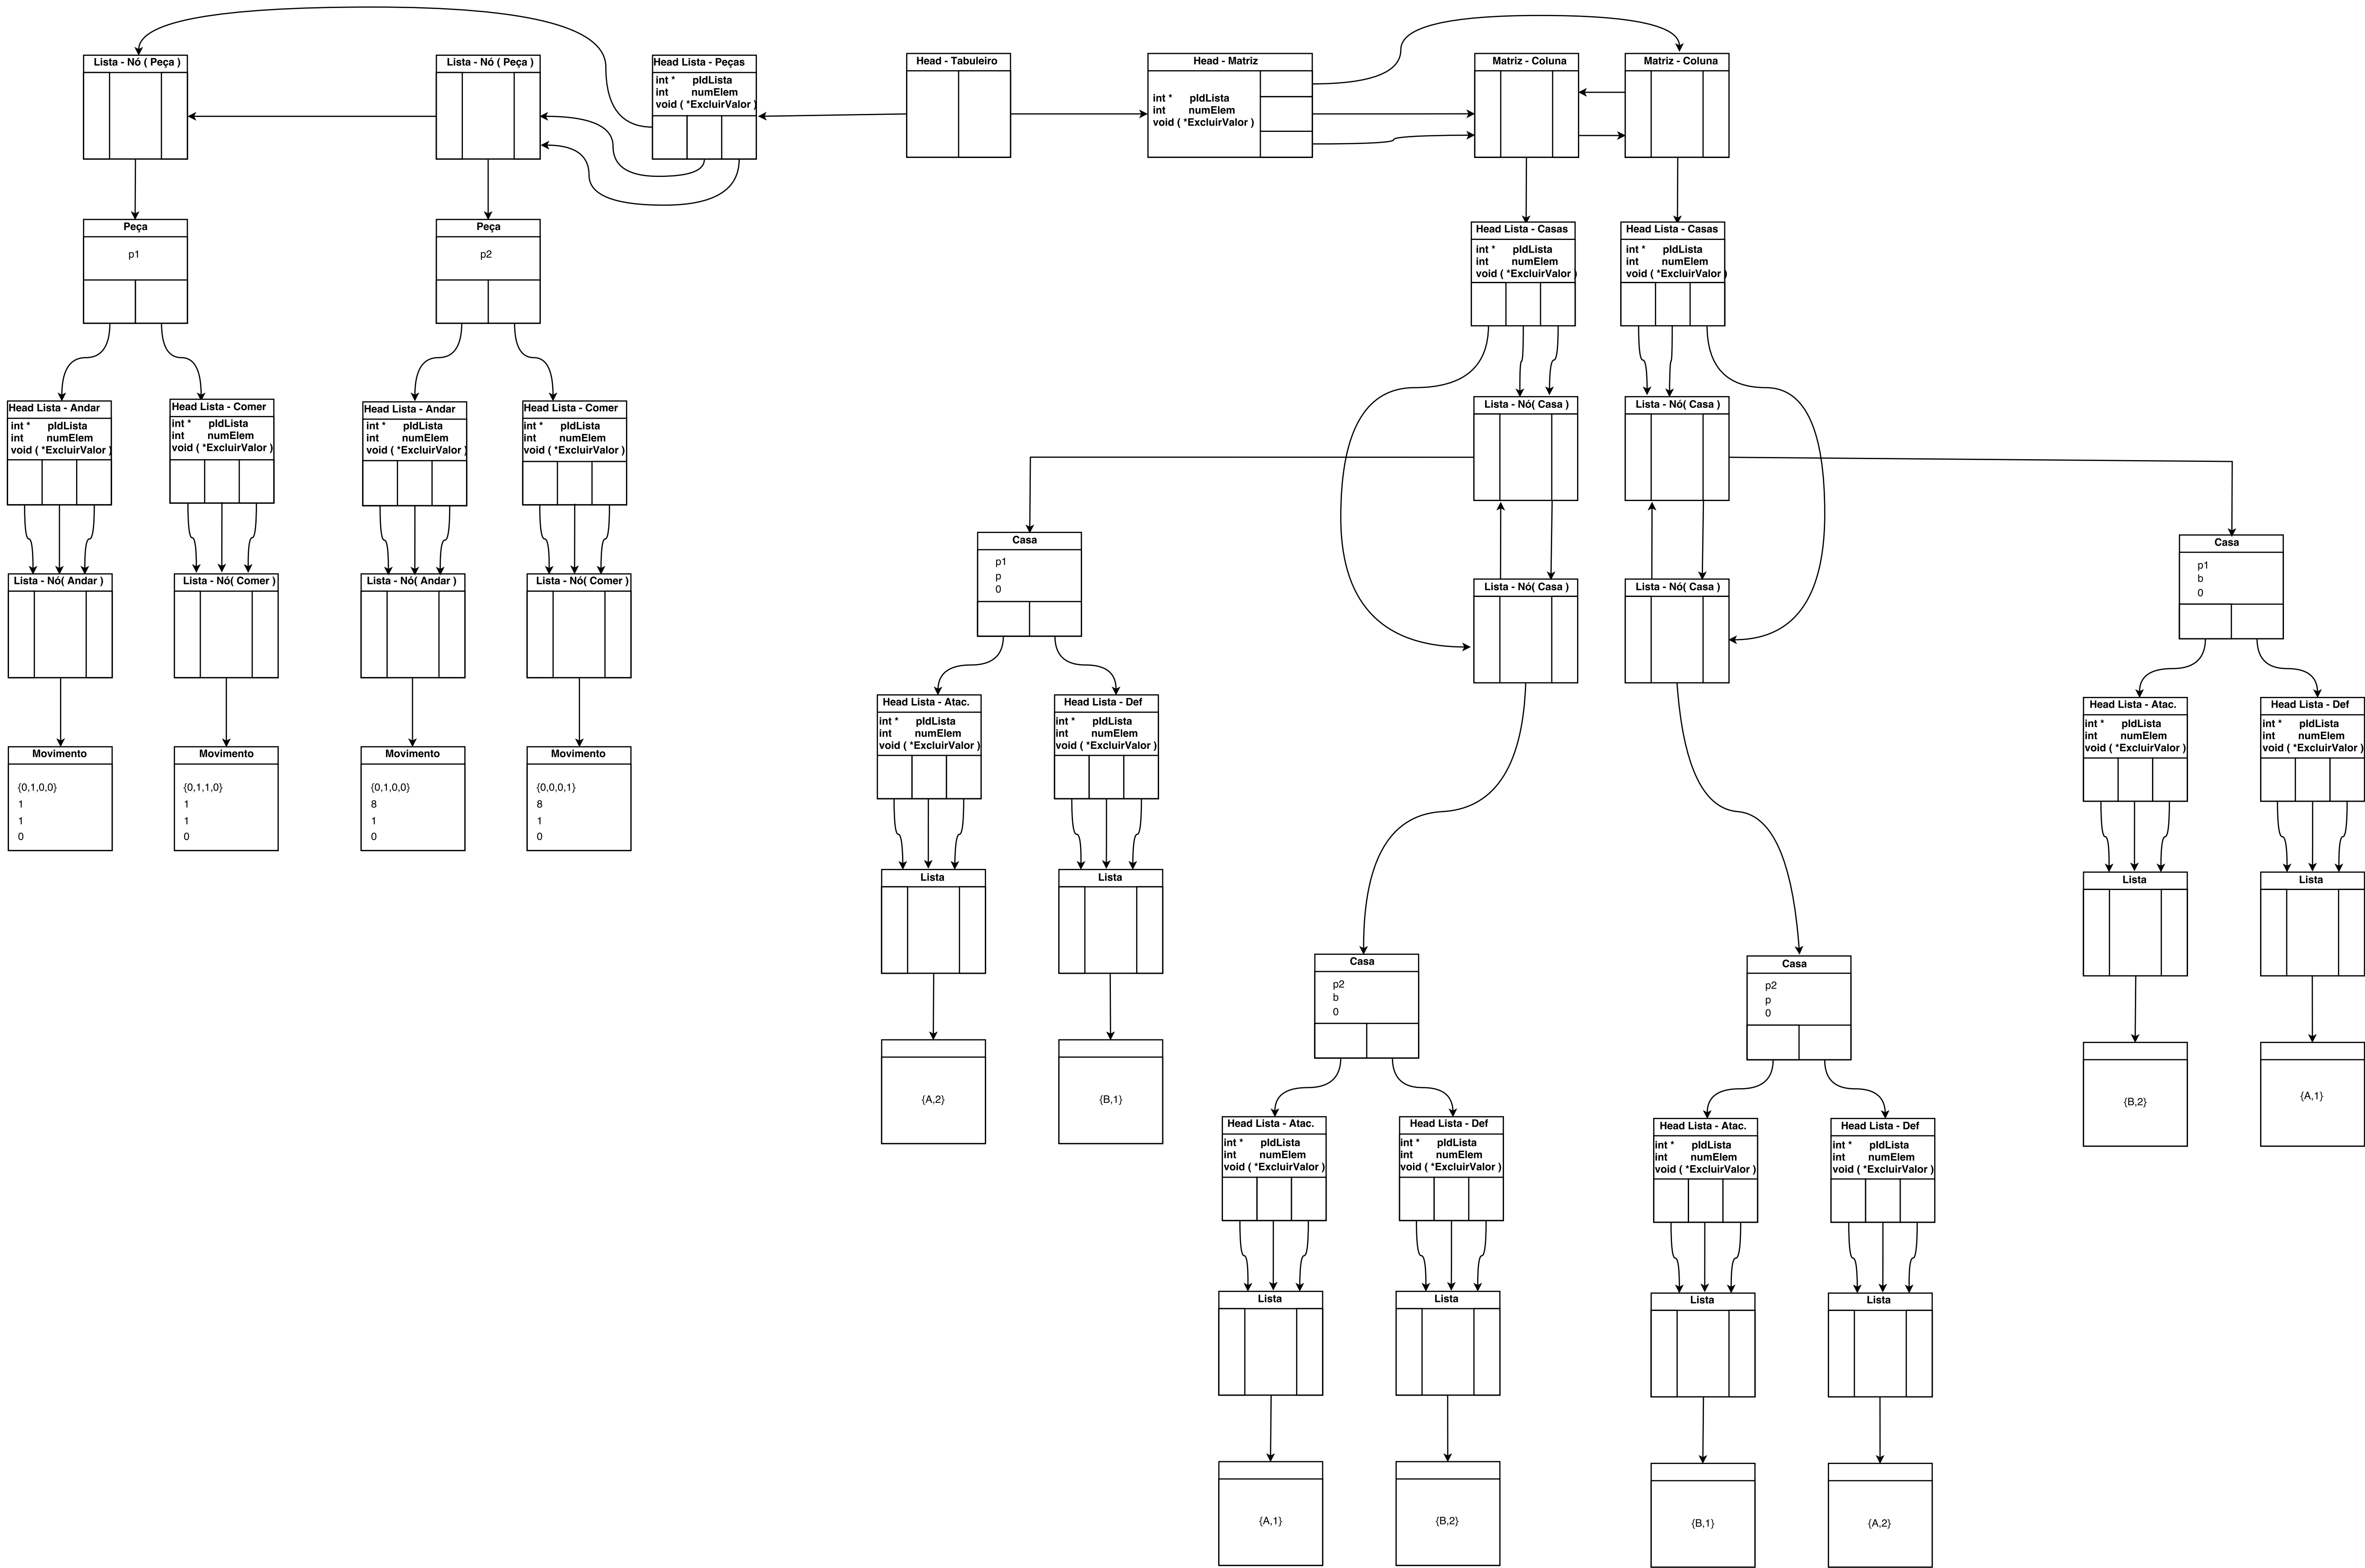 Lista - Nó ( Peça )
Lista - Nó ( Peça )
Head Lista - Peças
int * pIdLista
int numElem
void ( *ExcluirValor )
Head - Tabuleiro
Head - Matriz
int * pIdLista
int numElem
void ( *ExcluirValor )
Matriz - Coluna
Matriz - Coluna
Peça
p1
Peça
p2
Head Lista - Casas
int * pIdLista
int numElem
void ( *ExcluirValor )
Head Lista - Casas
int * pIdLista
int numElem
void ( *ExcluirValor )
Head Lista - Andar
int * pIdLista
int numElem
void ( *ExcluirValor )
Head Lista - Comer
int * pIdLista
int numElem
void ( *ExcluirValor )
Head Lista - Andar
int * pIdLista
int numElem
void ( *ExcluirValor )
Head Lista - Comer
int * pIdLista
int numElem
void ( *ExcluirValor )
Lista - Nó( Casa )
Lista - Nó( Casa )
Lista - Nó( Andar )
Lista - Nó( Comer )
Lista - Nó( Andar )
Lista - Nó( Comer )
Casa
p1
p
0
Lista - Nó( Casa )
Lista - Nó( Casa )
Casa
p1
b
0
Movimento
{0,1,0,0}
1
1
0
Movimento
{0,1,1,0}
1
1
0
Movimento
{0,1,0,0}
8
1
0
Movimento
{0,0,0,1}
8
1
0
Head Lista - Atac.
int * pIdLista
int numElem
void ( *ExcluirValor )
Head Lista - Def
int * pIdLista
int numElem
void ( *ExcluirValor )
Head Lista - Atac.
int * pIdLista
int numElem
void ( *ExcluirValor )
Head Lista - Def
int * pIdLista
int numElem
void ( *ExcluirValor )
Lista
Lista
Lista
Lista
Casa
p2
b
0
Casa
p2
p
0
{A,2}
{B,1}
{B,2}
{A,1}
Head Lista - Atac.
int * pIdLista
int numElem
void ( *ExcluirValor )
Head Lista - Def
int * pIdLista
int numElem
void ( *ExcluirValor )
Head Lista - Atac.
int * pIdLista
int numElem
void ( *ExcluirValor )
Head Lista - Def
int * pIdLista
int numElem
void ( *ExcluirValor )
Lista
Lista
Lista
Lista
{A,1}
{B,2}
{B,1}
{A,2}